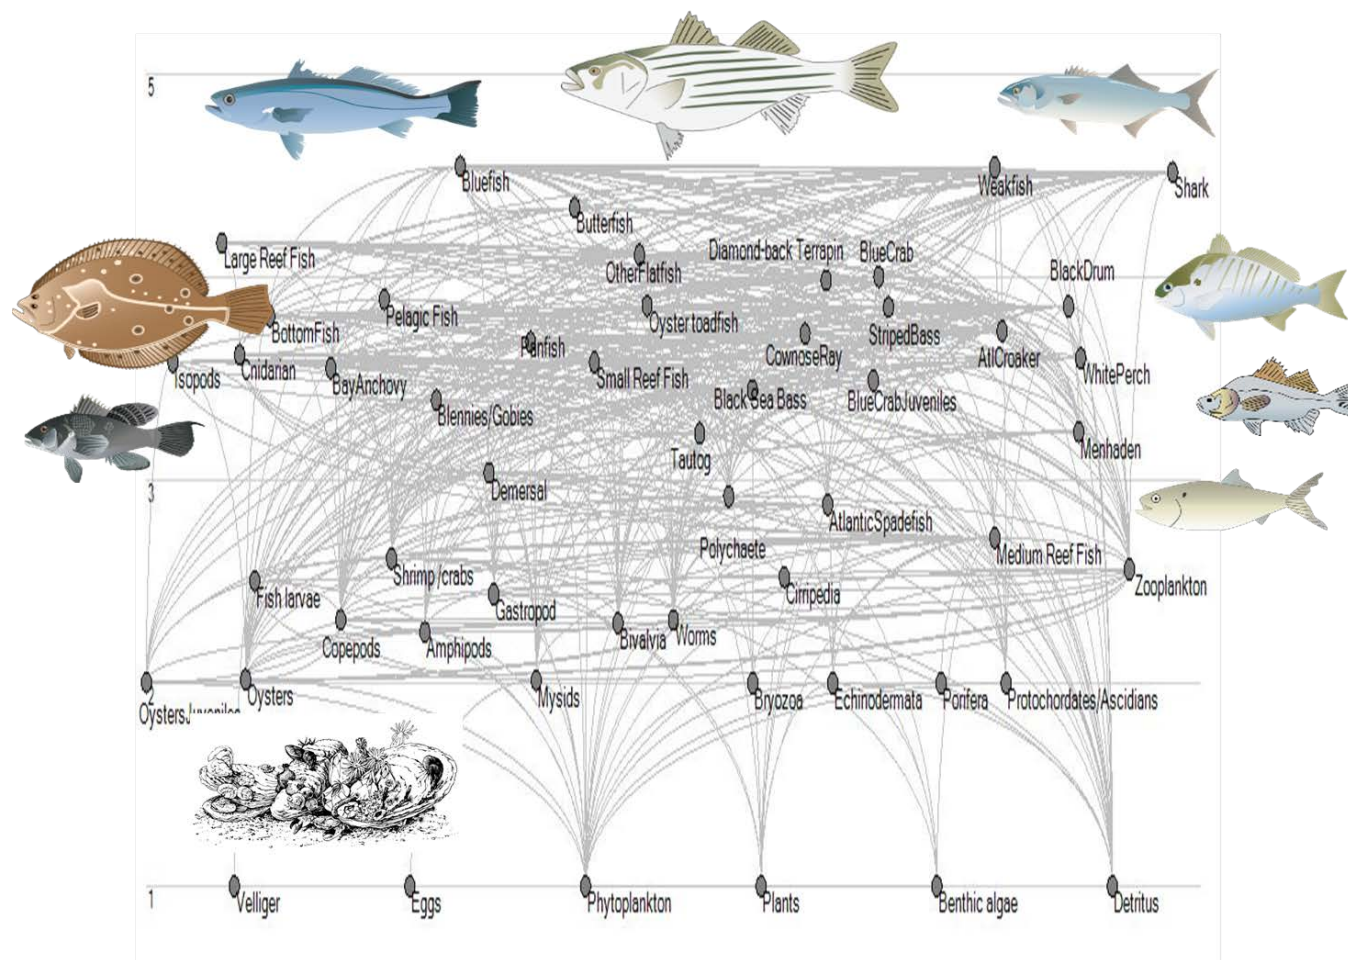 5
Bluefish
Weakfish
Shark
Butterfish
Large Reef Fish
OtherFlatfish
Diamond-back Terrapin
BlueCrab
BlackDrum
Pelagic Fish
BottomFish
Oyster toadfish
StripedBass
Panfish
CownoseRay
AtlCroaker
Isopods
Cnidarian
BayAnchovy
Small Reef Fish
WhitePerch
Blennies/Gobies
Black Sea Bass
BlueCrabJuveniles
Tautog
Menhaden
3
Demersal
AtlanticSpadefish
Polychaete
Medium Reef Fish
Shrimp/crabs
Cirripedia
Zooplankton
Fish larvae
Gastropod
Copepods
Amphipods
Bivalvia
Worms
2
OystersJuveniles
Oysters
Mysids
Bryozoa
Echinodermata
Porifera
Protochordates/Ascidians
1
Velliger
Eggs
Phytoplankton
Plants
Benthic algae
Detritus